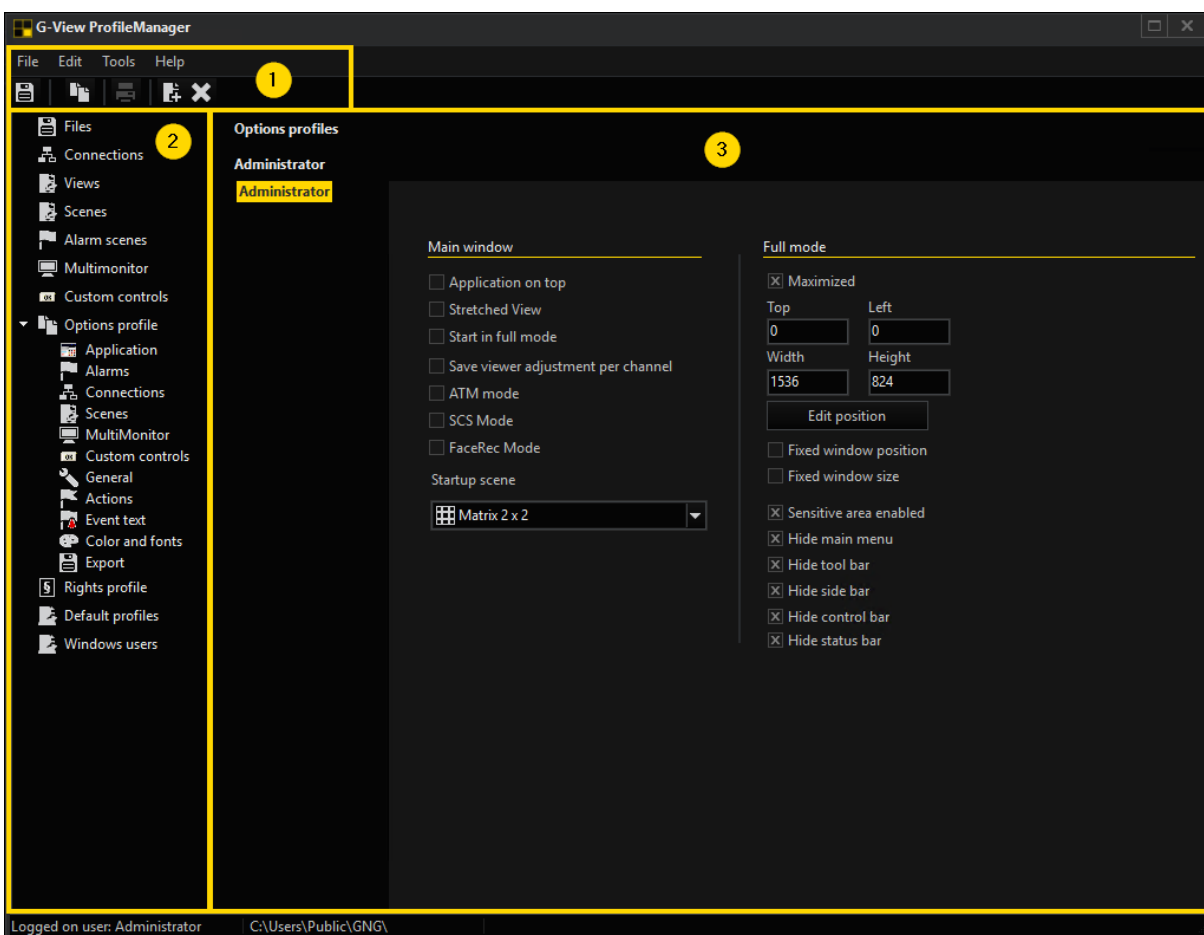 G-View ProfileManager
File Edit Tools Help
1
2
Files
Connections
Views
Scenes
Alarm scenes
Multimonitor
Custom controls
Options profile
Application
Alarms
Connections
Scenes
MultiMonitor
Custom controls
General
Actions
Event text
Color and fonts
Export
Rights profile
Default profiles
Windows users
3
Options profiles
Administrator
Administrator
Main window
Application on top
Stretched View
Start in full mode
Save viewer adjustment per channel
ATM mode
SCS Mode
FaceRec Mode
Startup scene
Matrix 2 x 2
Full mode
Maximized
Top Left
0 0
Width Height
1536 824
Edit position
Fixed window position
Fixed window size
Sensitive area enabled
Hide main menu
Hide tool bar
Hide side bar
Hide control bar
Hide status bar
Logged on user: Administrator C:\Users\Public\GNG\